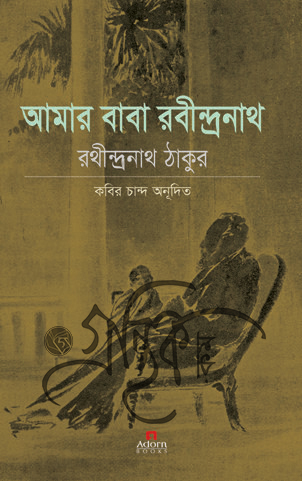 আমার বাবা রবীন্দ্রনাথ
রথীন্দ্রনাথ ঠাকুর
কবির চান্দ অনূদিত
Adorn
BOOKS